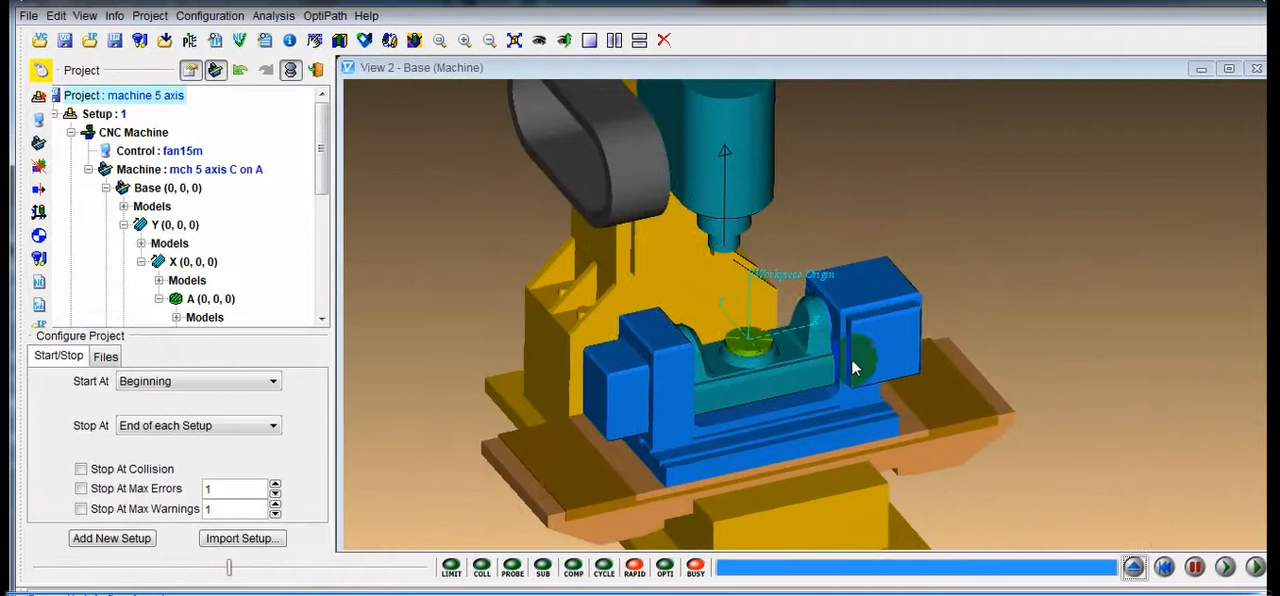 File Edit View Info Project Configuration Analysis OptiPath Help
Project
View 2 - Base (Machine)
Project : machine 5 axis
Setup : 1
CNC Machine
Control : fan15m
Machine : mch 5 axis C on A
Base (0, 0, 0)
Models
Y (0, 0, 0)
Models
X (0, 0, 0)
Models
A (0, 0, 0)
Models
Workpiece Origin
Configure Project
Start/Stop Files
Start At Beginning
Stop At End of each Setup
Stop At Collision
Stop At Max Errors 1
Stop At Max Warnings 1
Add New Setup Import Setup...
LIMIT COLL PROBE SUB COMP CYCLE RAPID OPTI BUSY